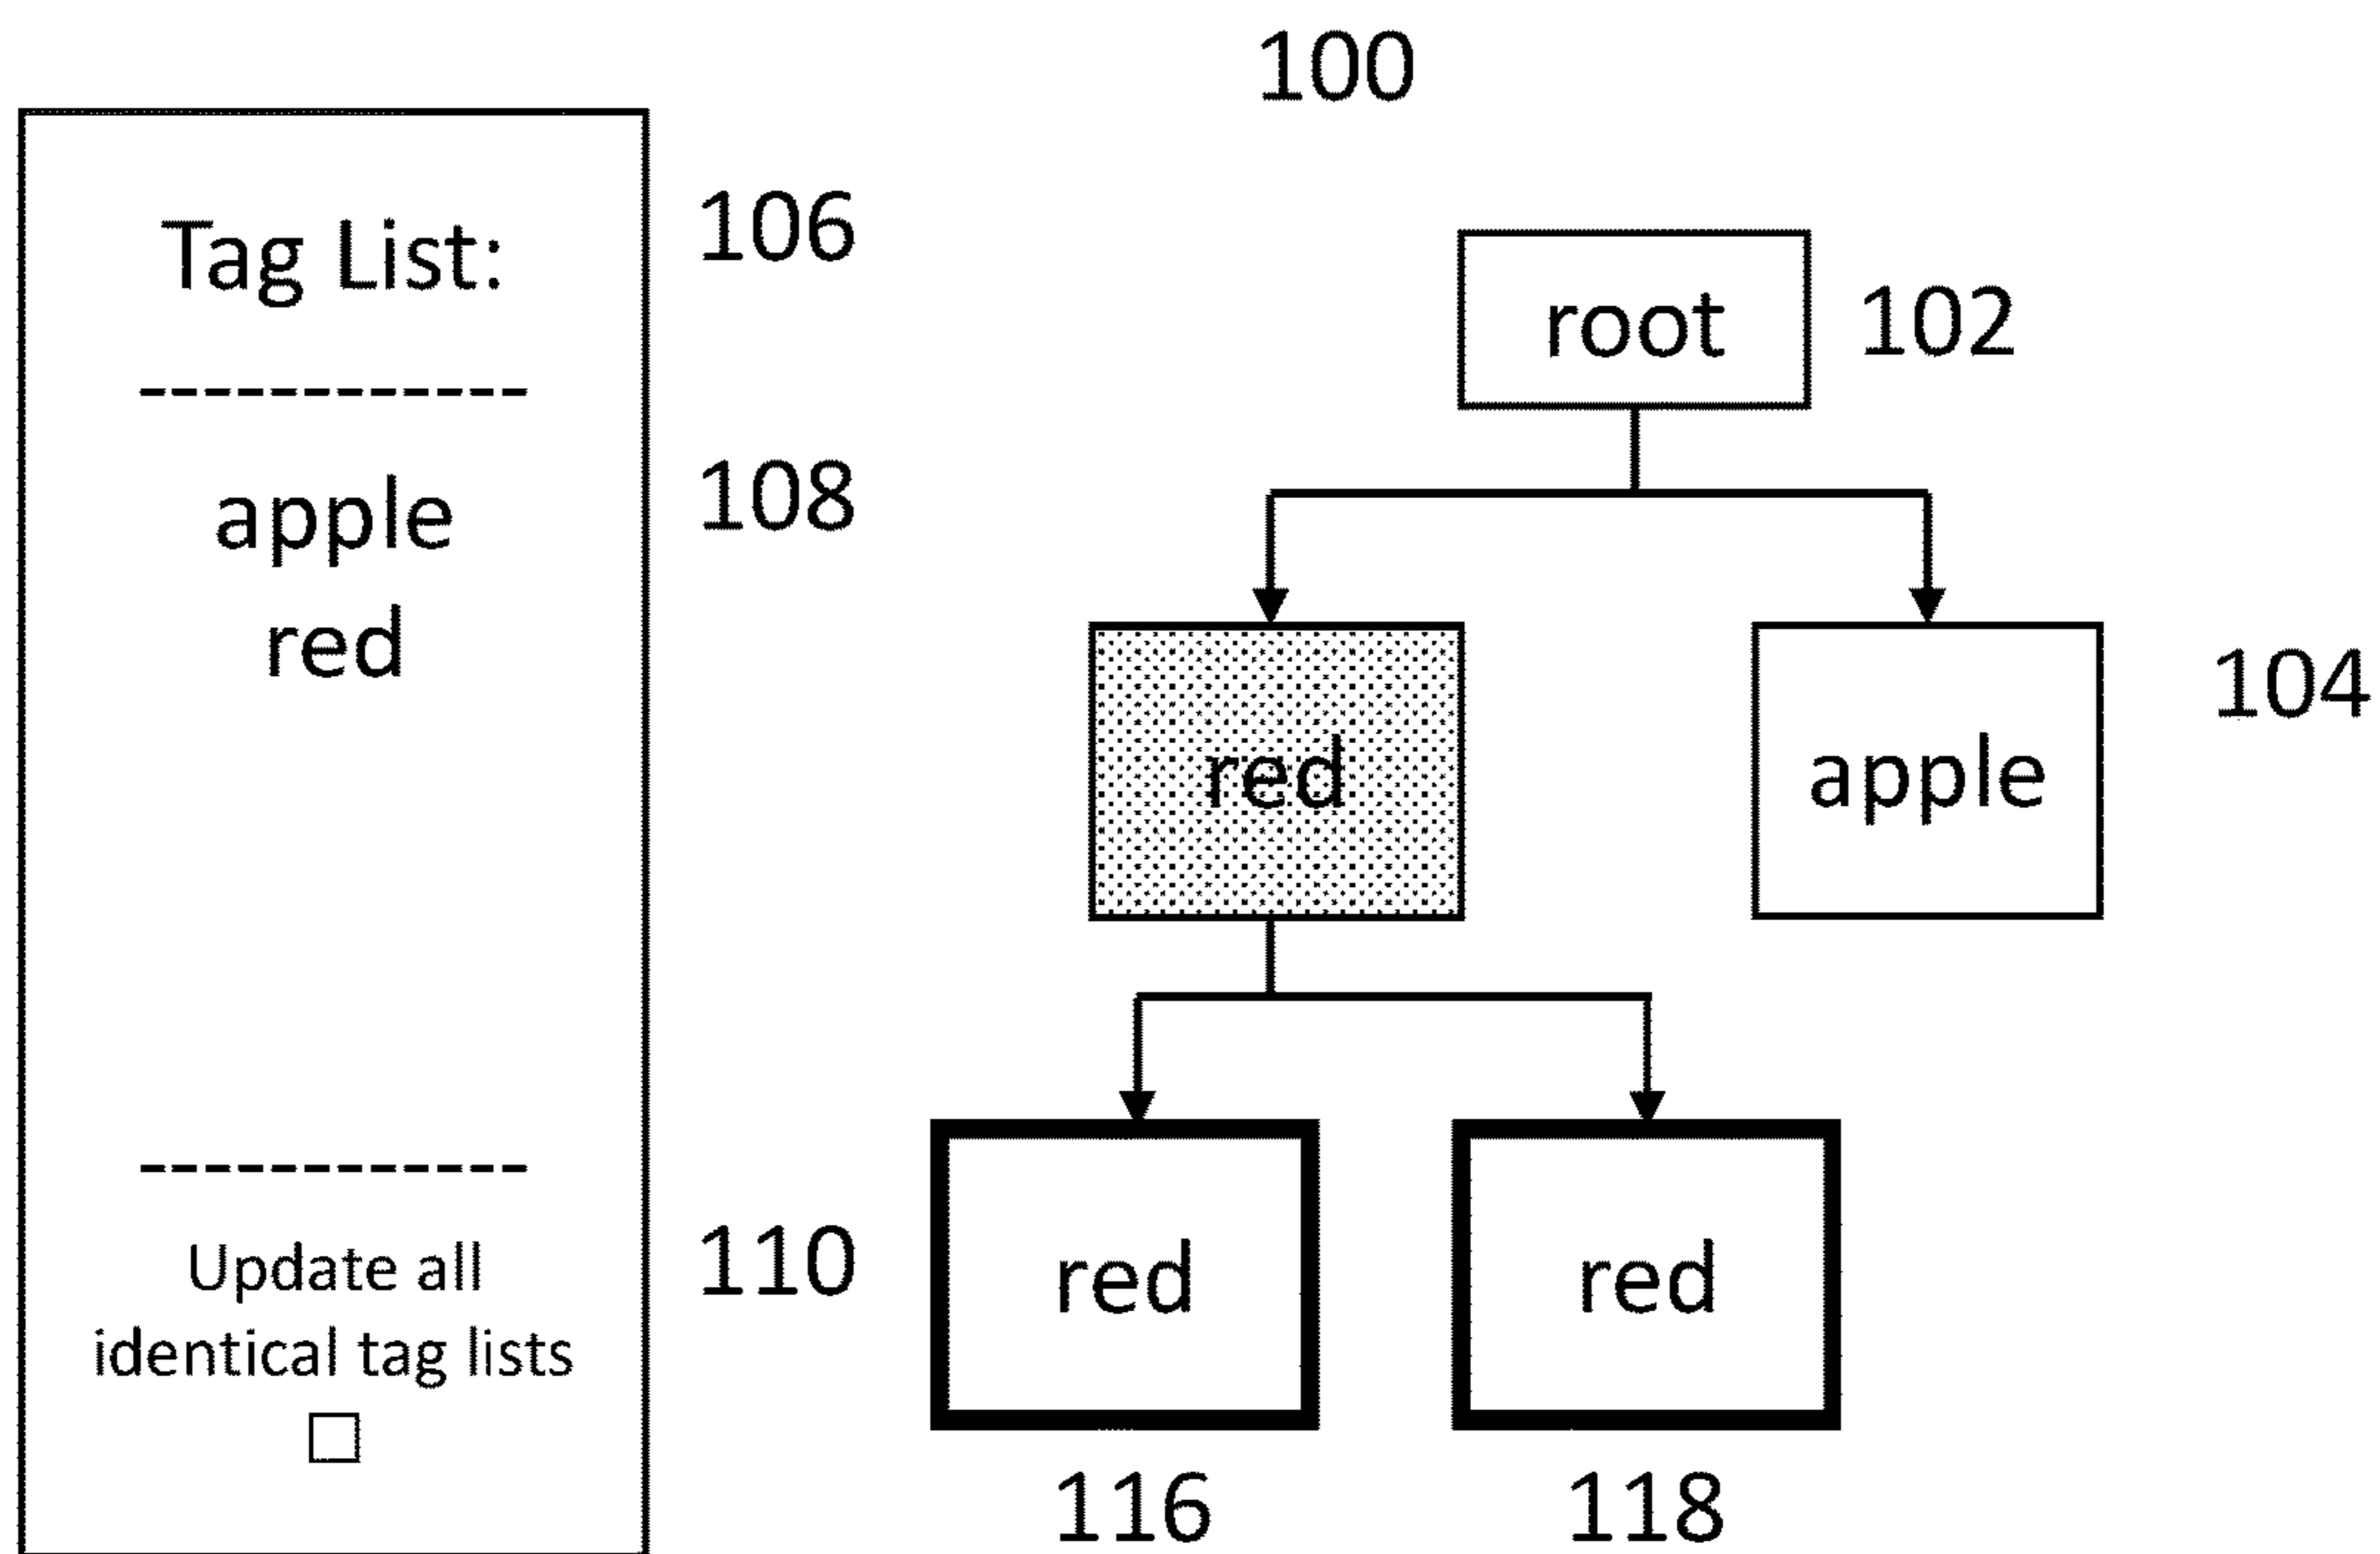 100
Tag List:
106
root
102
------------
apple
108
red
red
apple
104
------------
Update all
identical tag lists
110
red
red
116
118